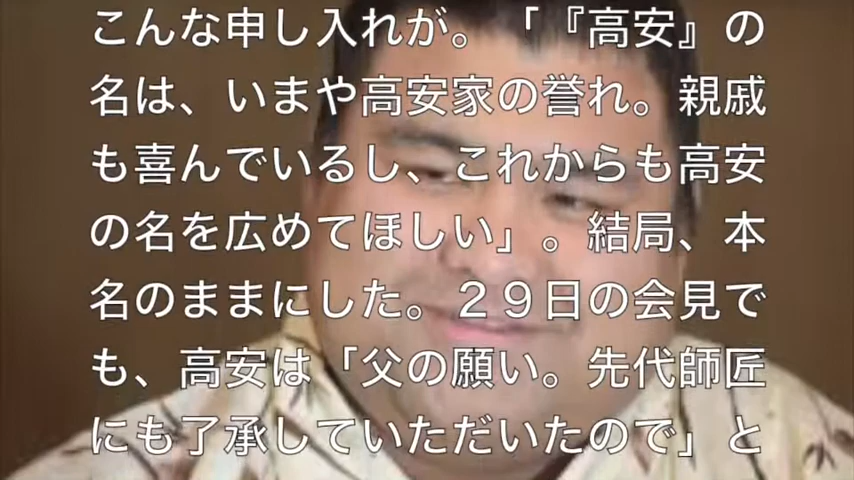 こんな申し入れが。「『高安』の
名は、いまや高安家の誉れ。親戚
も喜んでいるし、これからも高安
の名を広めてほしい」。結局、本
名のままにした。２９日の会見で
も、高安は「父の願い。先代師匠
にも了承していただいたので」と